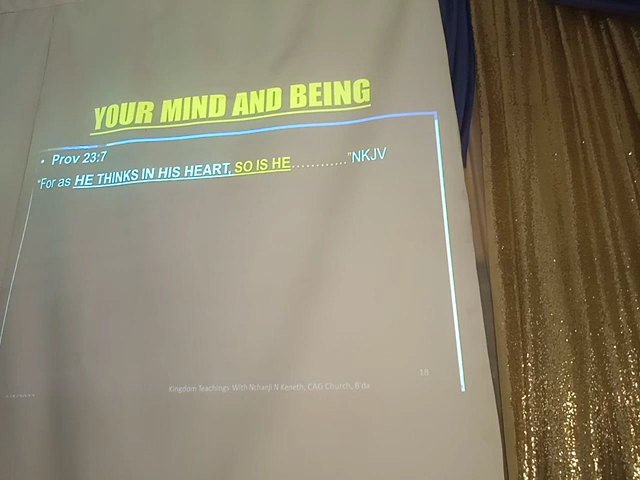 YOUR MIND AND BEING
• Prov 23:7
"For as HE THINKS IN HIS HEART, SO IS HE............"NKJV
18
Kingdom Teachings With Nchanji N Keneth, CAG Church, B'da